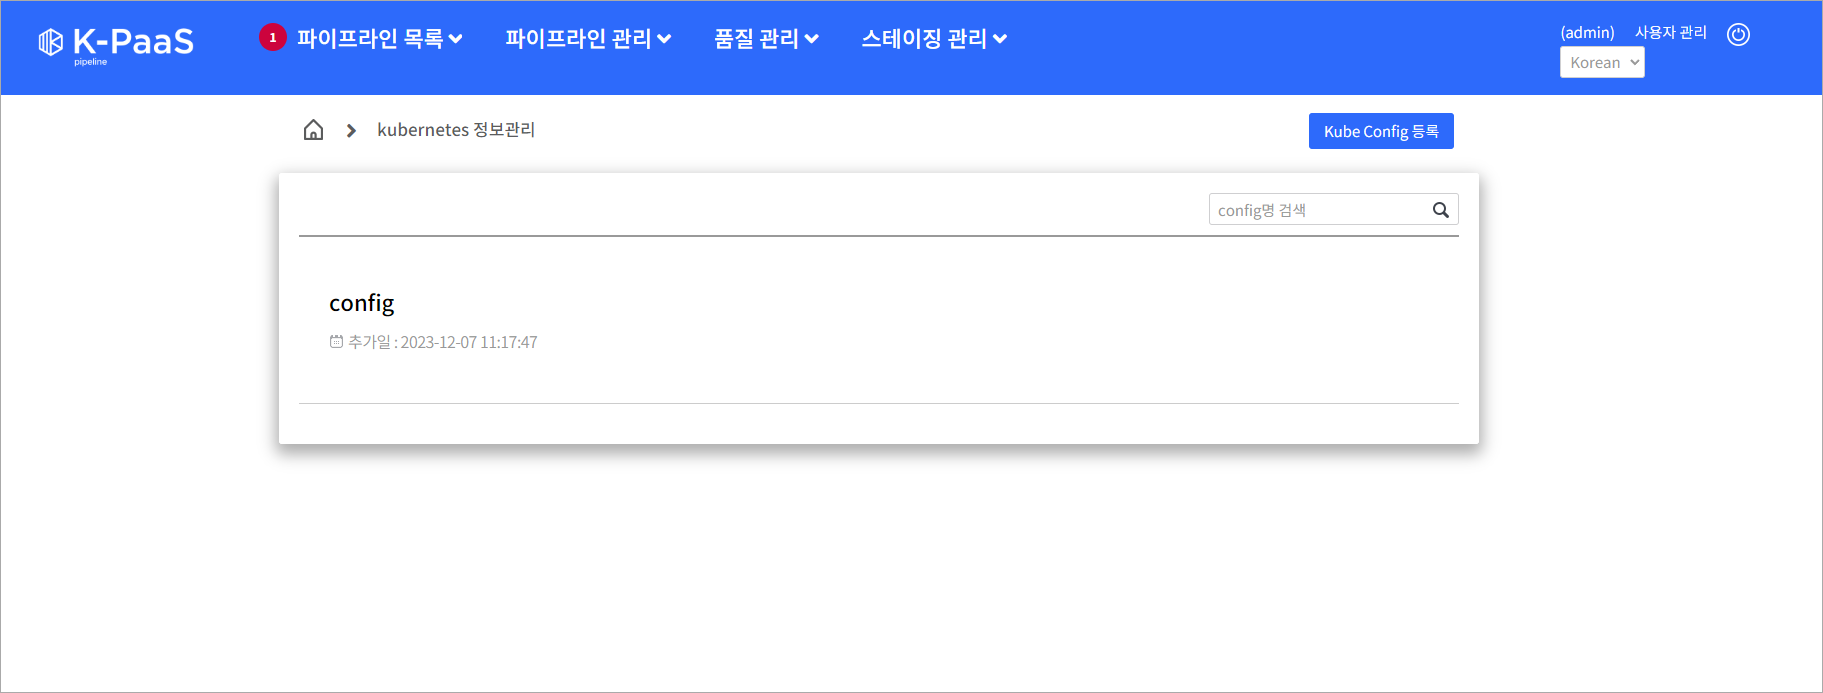 K-PaaS
pipeline
1 파이프라인 목록 파이프라인 관리 품질 관리 스테이징 관리
(admin) 사용자 관리
Korean
kubernetes 정보관리
Kube Config 등록
config명 검색
config
추가일 : 2023-12-07 11:17:47